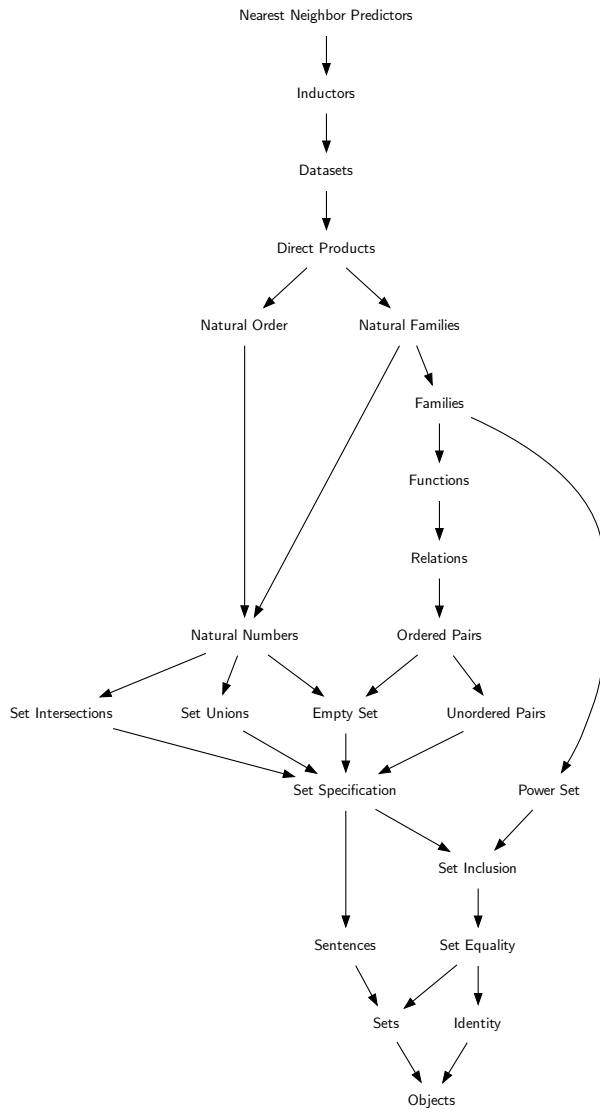 Nearest Neighbor Predictors
Inductors
Datasets
Direct Products
Natural Order
Natural Families
Families
Functions
Relations
Natural Numbers
Ordered Pairs
Set Intersections
Set Unions
Empty Set
Unordered Pairs
Set Specification
Power Set
Set Inclusion
Sentences
Set Equality
Sets
Identity
Objects